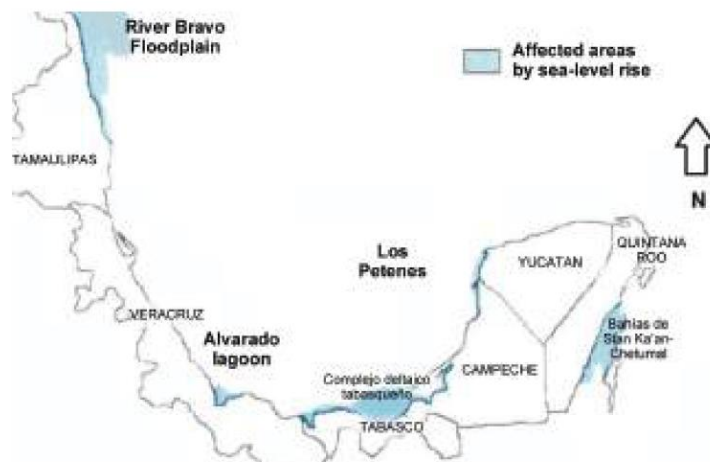 River Bravo
Floodplain
Affected areas
by sea-level rise
TAMAULIPAS
N
Los
Petenes
YUCATAN
QUINTANA
ROO
VERACRUZ
Alvarado
lagoon
Bahias de
Sian Ka'an-
Chetumal
Complejo deltaico
tabasqueño
CAMPECHE
TABASCO